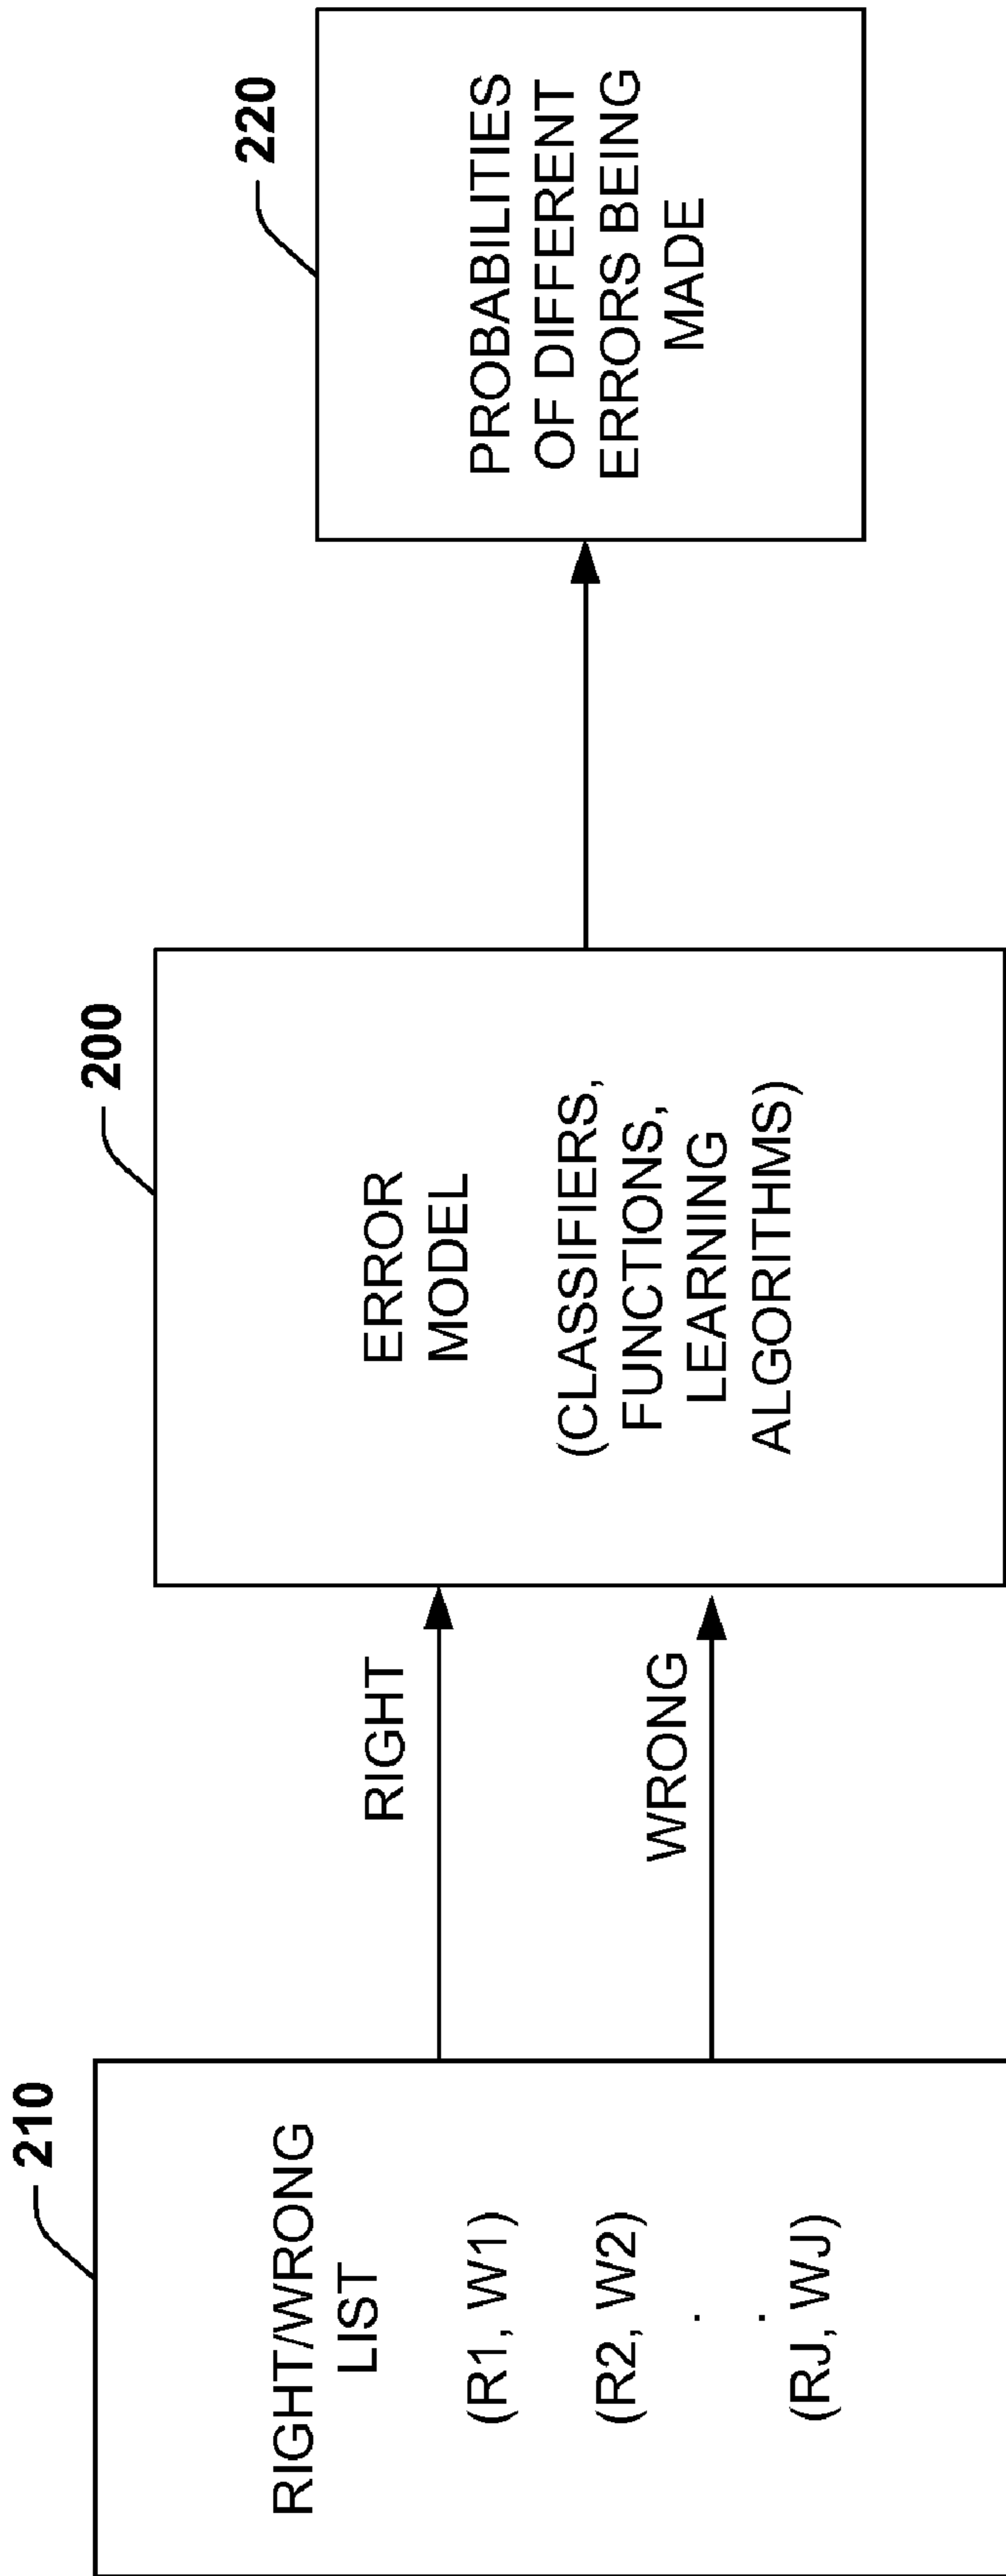 210
RIGHT/WRONG
LIST
(R1, W1)
(R2, W2)
.
.
(RJ, WJ)
RIGHT
WRONG
200
ERROR
MODEL
(CLASSIFIERS,
FUNCTIONS,
LEARNING
ALGORITHMS)
220
PROBABILITIES
OF DIFFERENT
ERRORS BEING
MADE